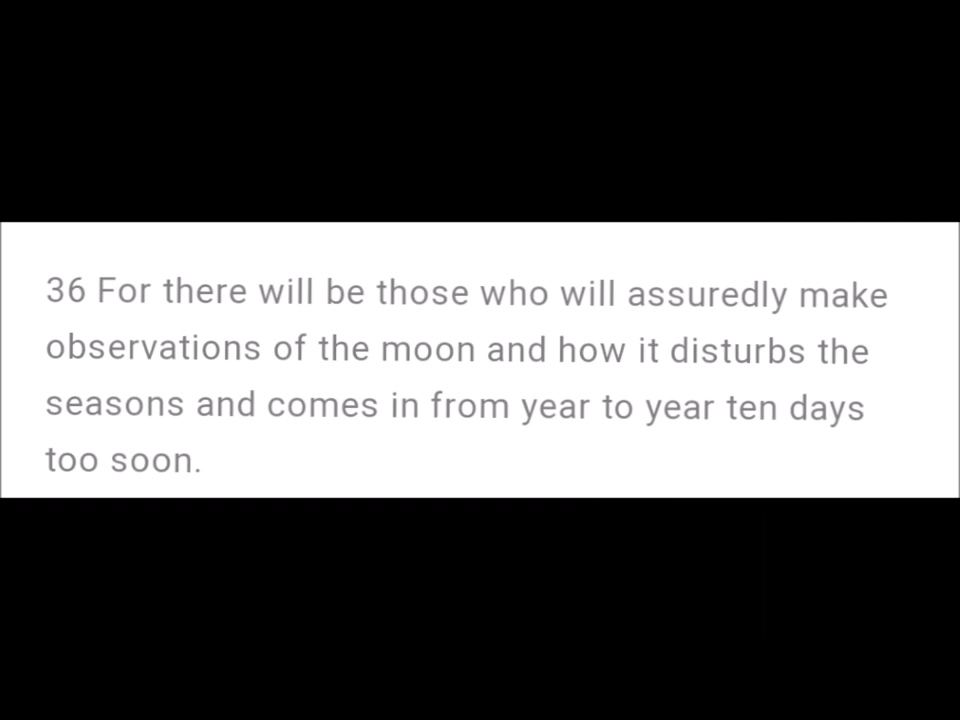 36 For there will be those who will assuredly make
observations of the moon and how it disturbs the
seasons and comes in from year to year ten days
too soon.